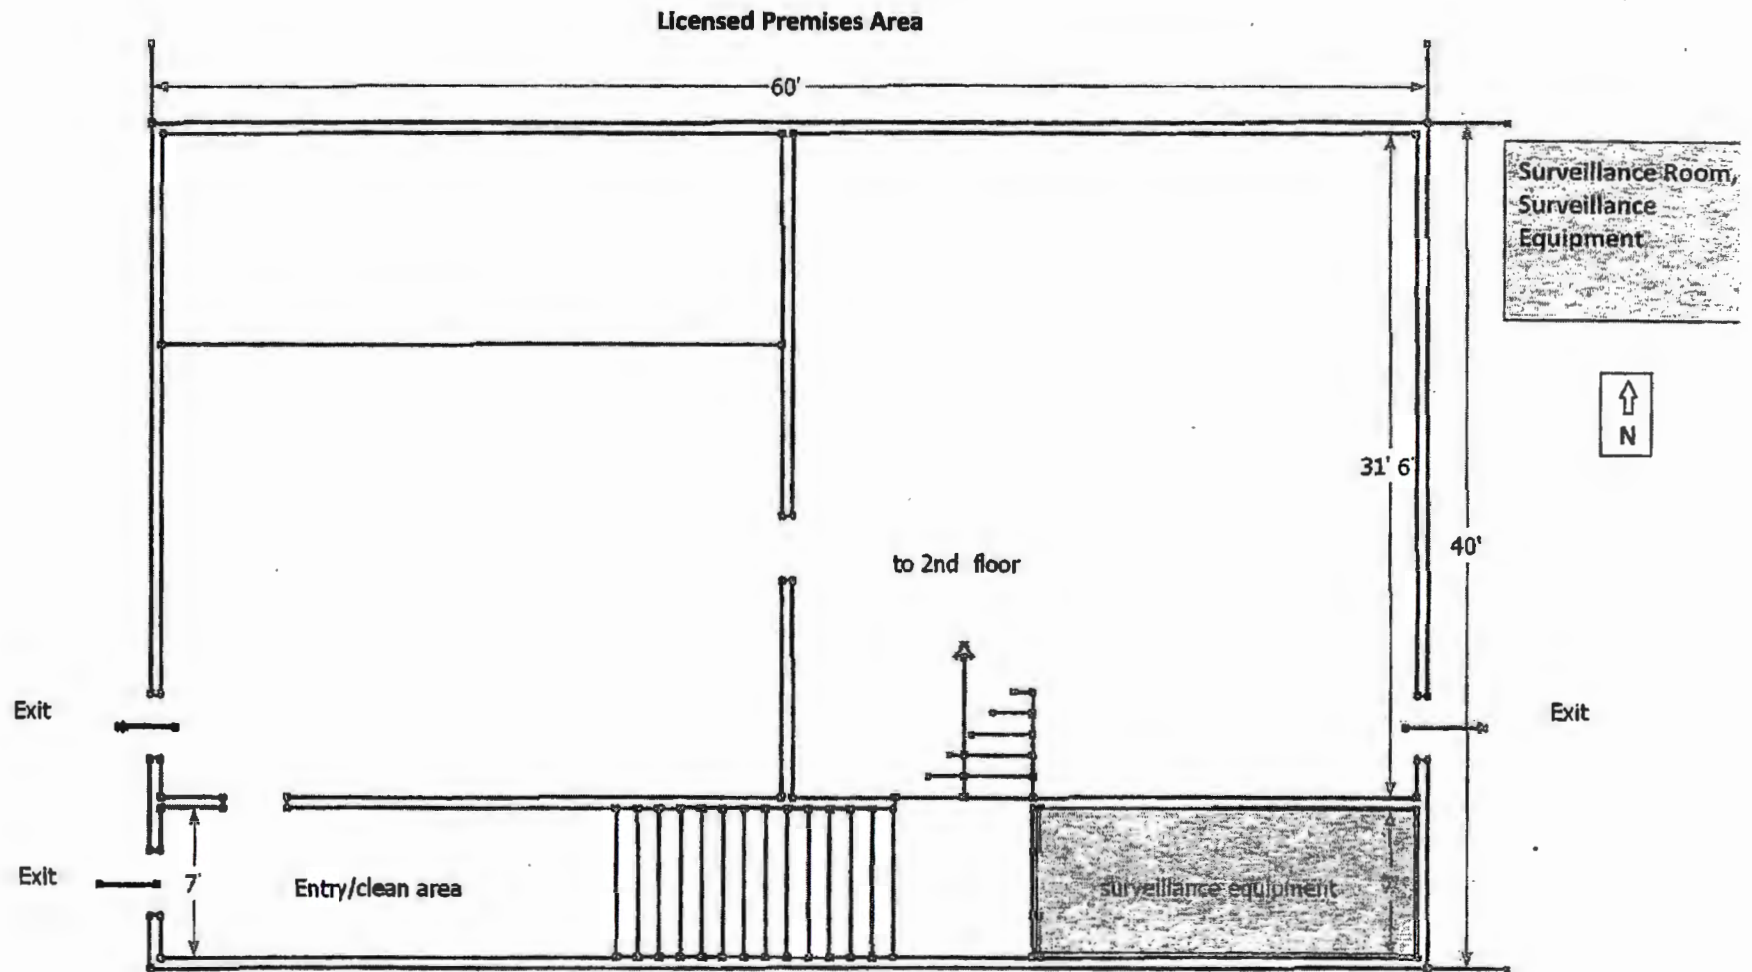 Licensed Premises Area
60'
Surveillance Room,
Surveillance
Equipment
N
31' 6'
40'
to 2nd floor
Exit
Exit
Exit
7'
Entry/clean area
surveillance equipment